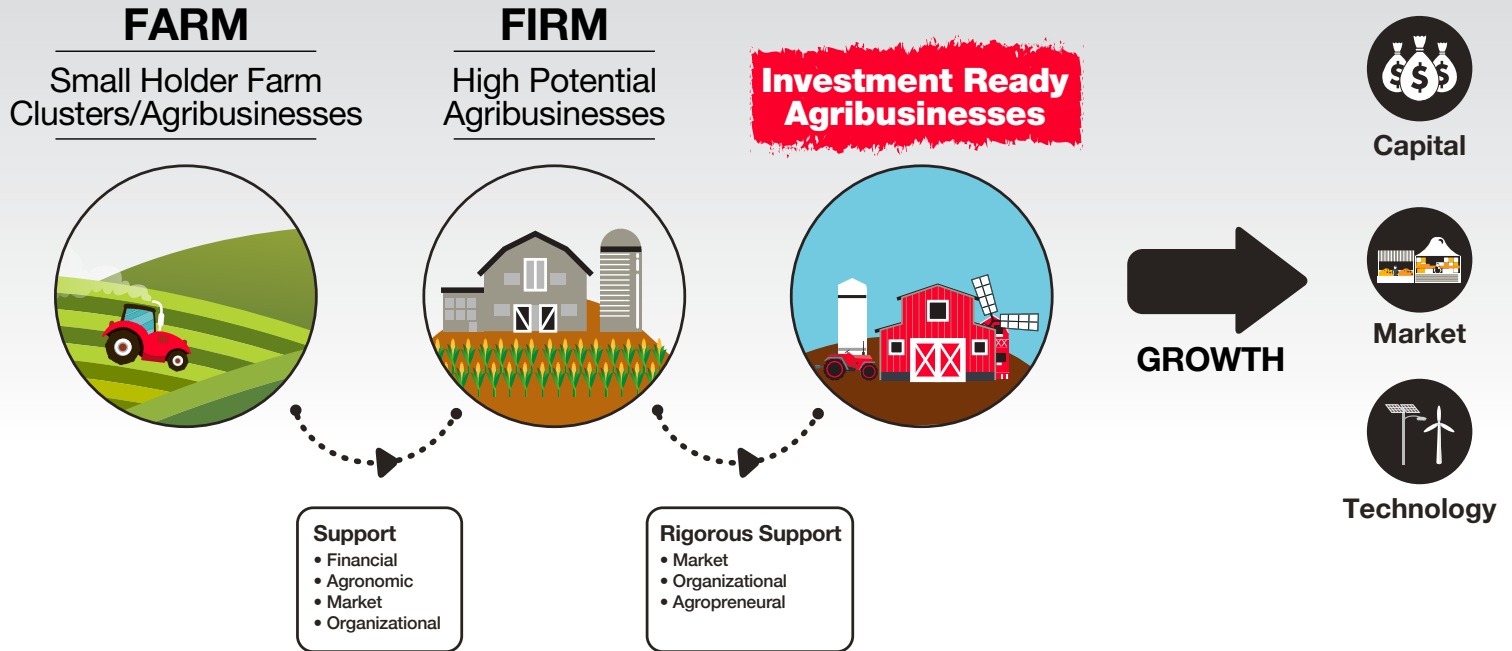 FARM
Small Holder Farm
Clusters/Agribusinesses
FIRM
High Potential
Agribusinesses
Investment Ready
Agribusinesses
GROWTH
Capital
Market
Technology
Support
• Financial
• Agronomic
• Market
• Organizational
Rigorous Support
• Market
• Organizational
• Agropreneural